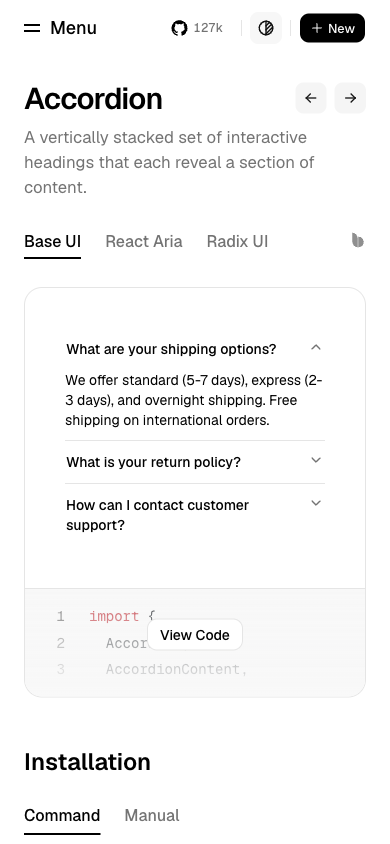 Menu
127k
New
Accordion
A vertically stacked set of interactive
headings that each reveal a section of
content.
Base UI
React Aria
Radix UI
What are your shipping options?
We offer standard (5-7 days), express (2-
3 days), and overnight shipping. Free
shipping on international orders.
What is your return policy?
How can I contact customer
support?
1 import {
2 Accor
View Code
3 AccordionContent,
Installation
Command
Manual